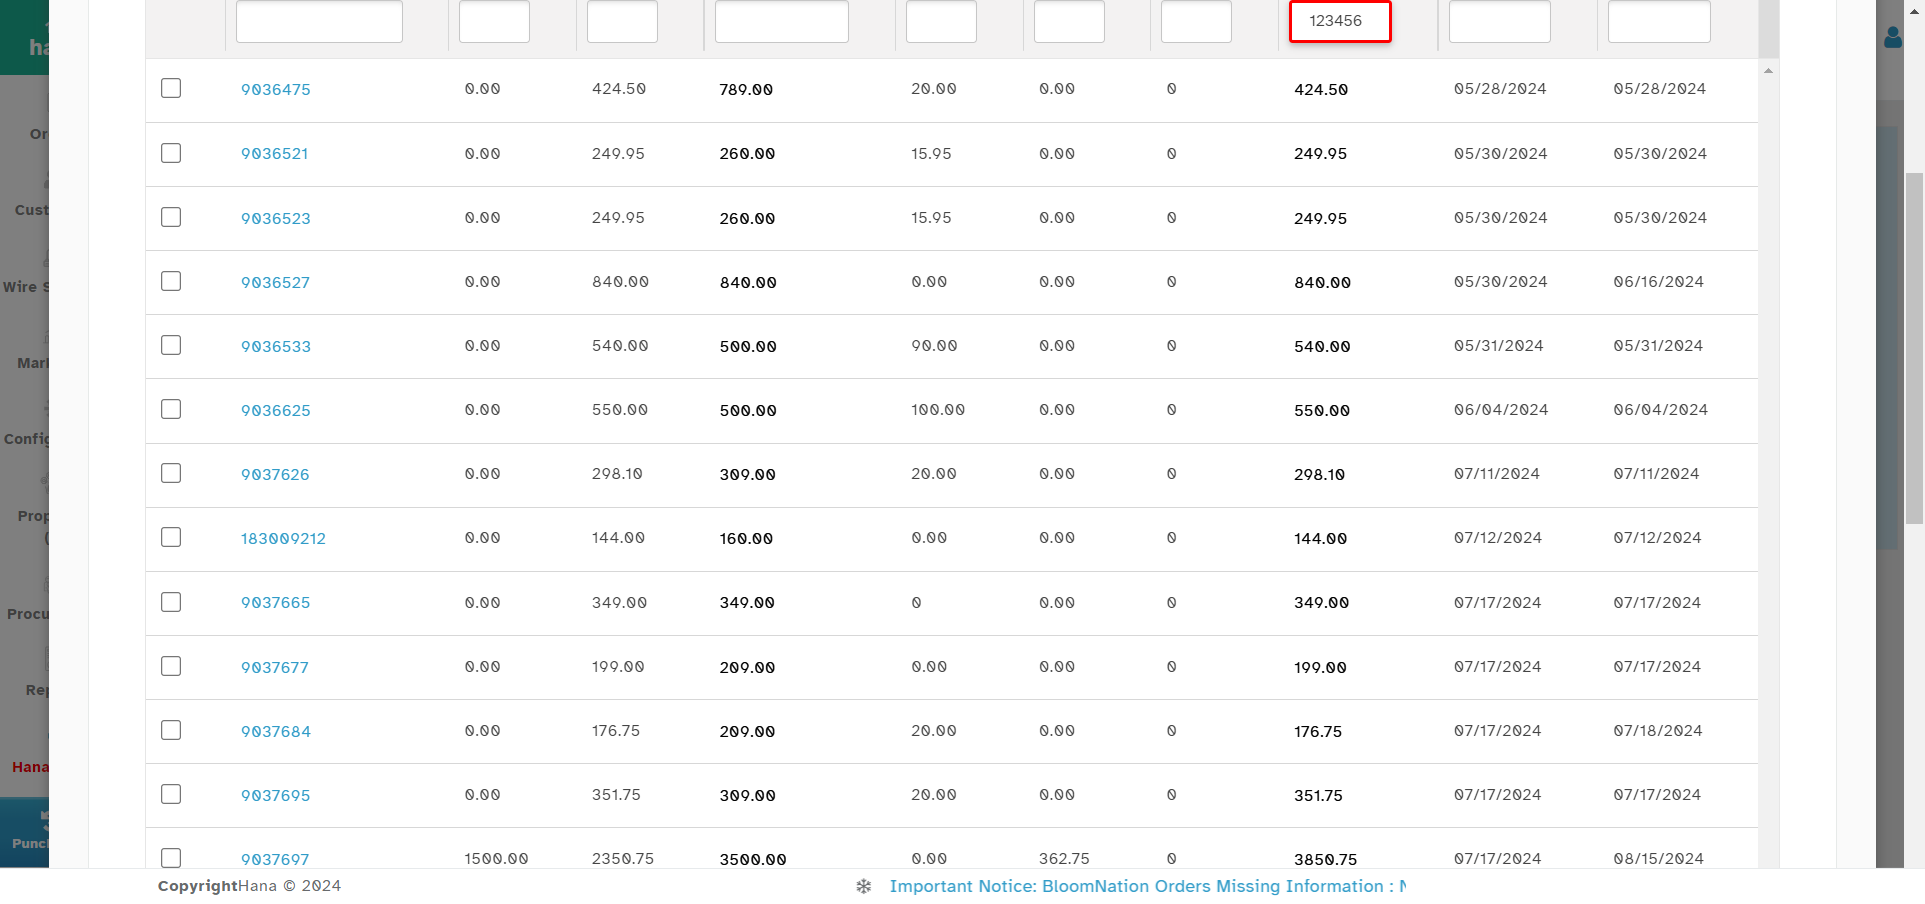 123456
9036475 0.00 424.50 789.00 20.00 0.00 0 424.50 05/28/2024 05/28/2024
9036521 0.00 249.95 260.00 15.95 0.00 0 249.95 05/30/2024 05/30/2024
9036523 0.00 249.95 260.00 15.95 0.00 0 249.95 05/30/2024 05/30/2024
9036527 0.00 840.00 840.00 0.00 0.00 0 840.00 05/30/2024 06/16/2024
9036533 0.00 540.00 500.00 90.00 0.00 0 540.00 05/31/2024 05/31/2024
9036625 0.00 550.00 500.00 100.00 0.00 0 550.00 06/04/2024 06/04/2024
9037626 0.00 298.10 309.00 20.00 0.00 0 298.10 07/11/2024 07/11/2024
183009212 0.00 144.00 160.00 0.00 0.00 0 144.00 07/12/2024 07/12/2024
9037665 0.00 349.00 349.00 0 0.00 0 349.00 07/17/2024 07/17/2024
9037677 0.00 199.00 209.00 0.00 0.00 0 199.00 07/17/2024 07/17/2024
9037684 0.00 176.75 209.00 20.00 0.00 0 176.75 07/17/2024 07/18/2024
9037695 0.00 351.75 309.00 20.00 0.00 0 351.75 07/17/2024 07/17/2024
9037697 1500.00 2350.75 3500.00 0.00 362.75 0 3850.75 07/17/2024 08/15/2024
ha
Or
Cust
Wire S
Mar
Config
Prop
(
Procu
Rep
Hana
Punc
CopyrightHana © 2024
Important Notice: BloomNation Orders Missing Information :